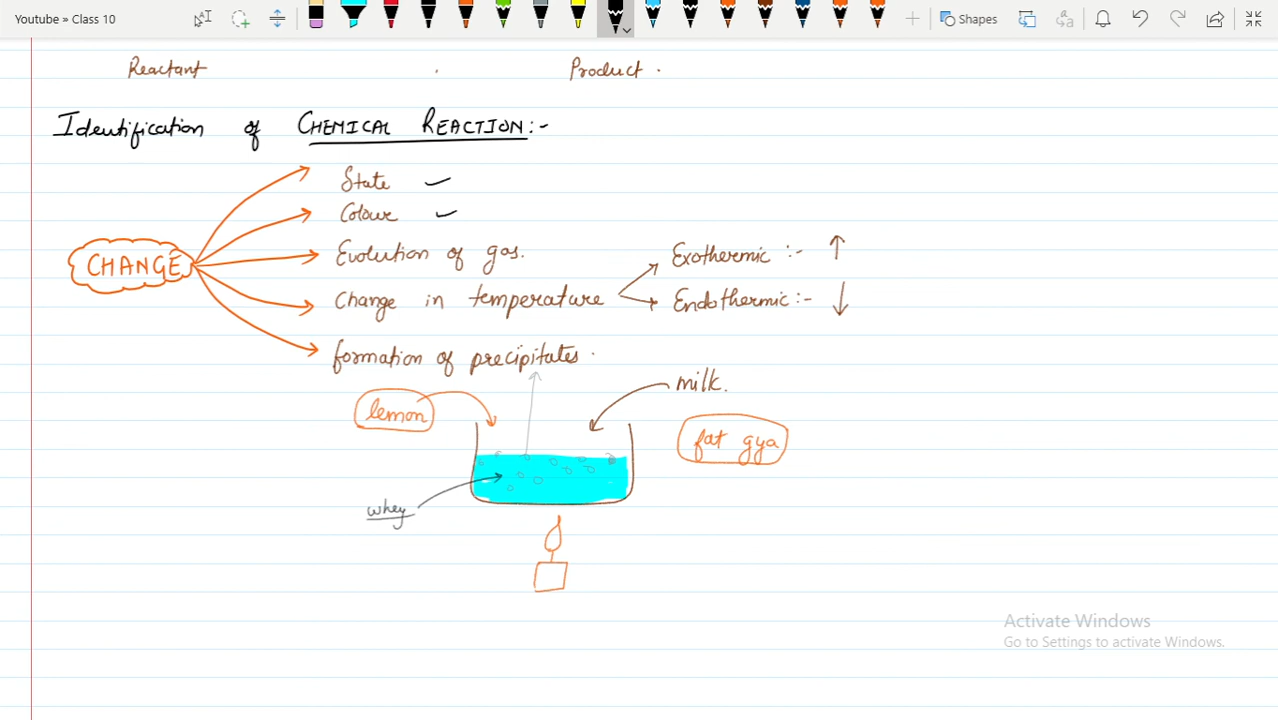 Youtube » Class 10
Shapes
Reactant
Product .
Identification of CHEMICAL REACTION:-
State
Colour
CHANGE
Evolution of gas.
Exothermic :- ↑
Change in temperature
Endothermic :- ↓
formation of precipitates.
milk.
lemon
fat gya
whey
Activate Windows
Go to Settings to activate Windows.